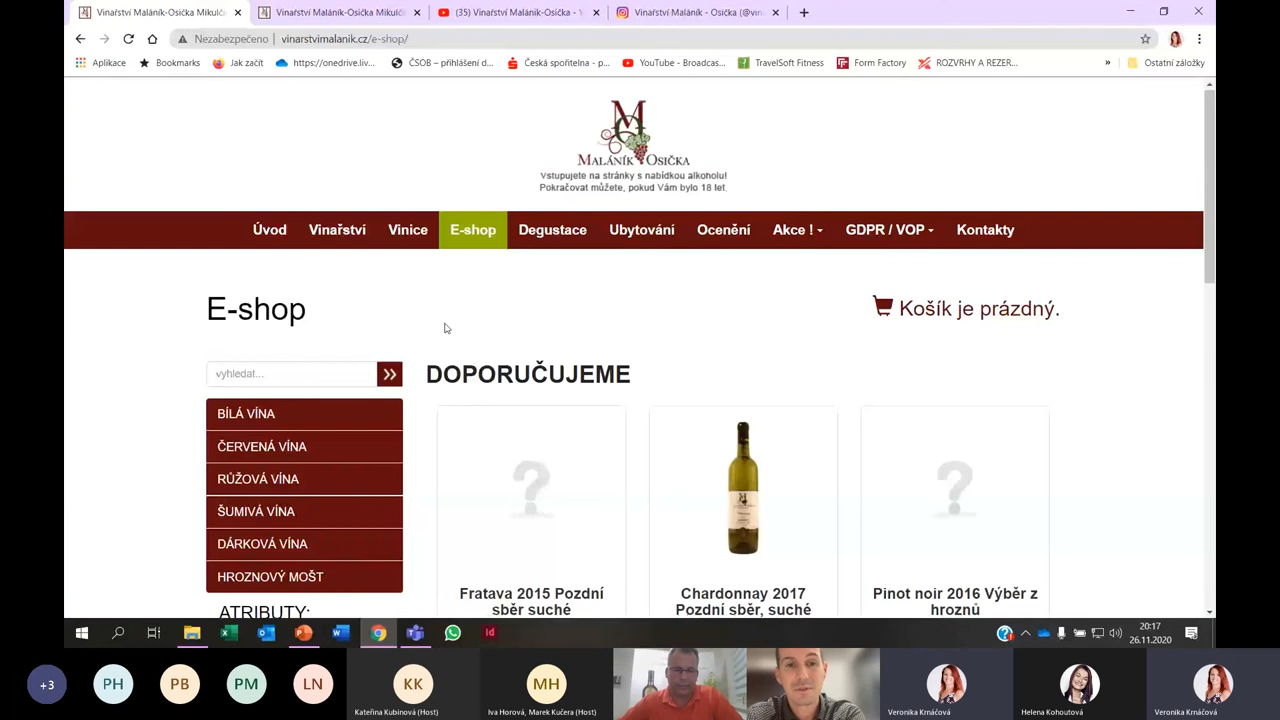 Vinařství Maláník-Osička Mikulč
Vinařství Maláník-Osička Mikulč
(35) Vinařství Malánik-Osička - Y
Vinařství Malánik - Osička (@vin
Nezabezpečeno
vinarstvimalanik.cz/e-shop/
Aplikace
Bookmarks
Jak začít
https://onedrive.liv...
ČSOB – přihlášení d...
Česká spořitelna - p...
YouTube - Broadcas...
TravelSoft Fitness
Form Factory
ROZVRHY A REZER...
»
Ostatní záložky
MALÁNÍK OSIČKA
Vstupujete na stránky s nabídkou alkoholu!
Pokračovat můžete, pokud Vám bylo 18 let.
Úvod Vinařství Vinice E-shop Degustace Ubytování Ocenění Akce ! GDPR / VOP Kontakty
E-shop
Košík je prázdný.
vyhledat...
DOPORUČUJEME
BÍLÁ VÍNA
ČERVENÁ VÍNA
RŮŽOVÁ VÍNA
ŠUMIVÁ VÍNA
DÁRKOVÁ VÍNA
HROZNOVÝ MOŠT
ATRIBUTY:
Fratava 2015 Pozdní
sběr suché
Chardonnay 2017
Pozdní sběr, suché
Pinot noir 2016 Výběr z
hroznů
20:17
26.11.2020
+3
PH
PB
PM
LN
KK
Kateřina Kubínová (Host)
MH
Iva Horová, Marek Kučera (Host)
Veronika Krnáčová
Helena Kohoutová
Veronika Krnáčová